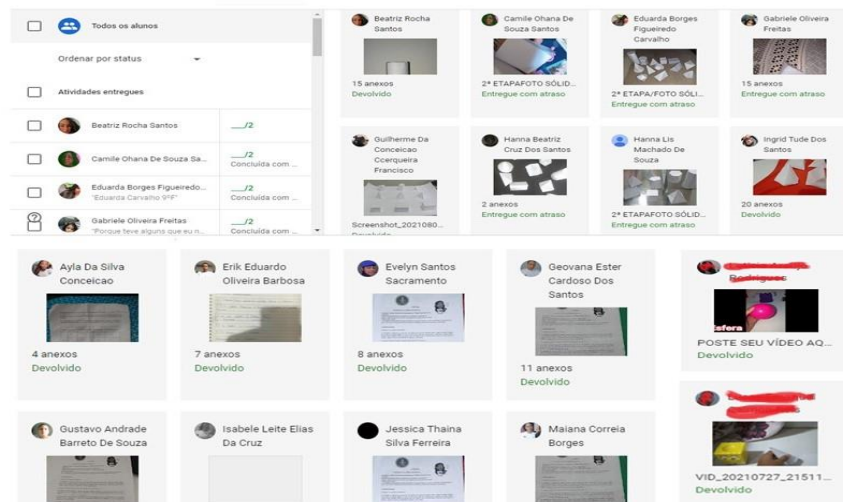 Todos os alunos
Ordenar por status
Atividades entregues
Beatriz Rocha Santos
___/2
Camile Ohana De Souza Sa...
___/2
Concluída com ...
Eduarda Borges Figueiredo...
"Eduarda Carvalho 9ºF"
___/2
Concluída com ...
Gabriele Oliveira Freitas
"Porque teve alguns que eu n...
___/2
Concluída com ...
Beatriz Rocha
Santos
15 anexos
Devolvido
Camile Ohana De
Souza Santos
2ª ETAPAFOTO SÓLID...
Entregue com atraso
Eduarda Borges
Figueiredo
Carvalho
2ª ETAPA/FOTO SÓLI...
Entregue com atraso
Gabriele Oliveira
Freitas
15 anexos
Entregue com atraso
Guilherme Da
Conceicao
Ccerqueira
Francisco
Screenshot_2021080...
Devolvido
Hanna Beatriz
Cruz Dos Santos
2 anexos
Entregue com atraso
Hanna Lis
Machado De
Souza
2ª ETAPAFOTO SÓLID...
Entregue com atraso
Ingrid Tude Dos
Santos
20 anexos
Devolvido
Ayla Da Silva
Conceicao
4 anexos
Devolvido
Erik Eduardo
Oliveira Barbosa
7 anexos
Devolvido
Evelyn Santos
Sacramento
8 anexos
Devolvido
Geovana Ester
Cardoso Dos
Santos
11 anexos
Devolvido
Rodrigues
Esfera
POSTE SEU VÍDEO AQ...
Devolvido
Gustavo Andrade
Barreto De Souza
Isabele Leite Elias
Da Cruz
Jessica Thaina
Silva Ferreira
Maiana Correia
Borges
VID_20210727_21511...
Devolvido